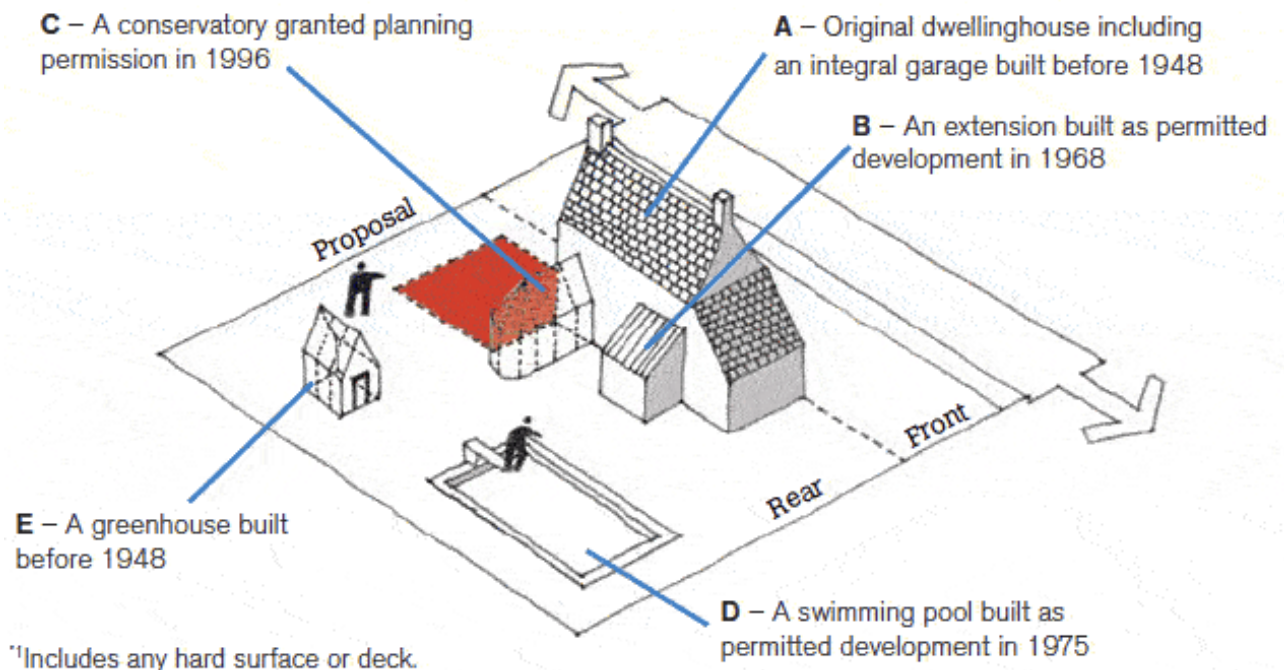 C – A conservatory granted planning
permission in 1996
A – Original dwellinghouse including
an integral garage built before 1948
B – An extension built as permitted
development in 1968
Proposal
Front
Rear
E – A greenhouse built
before 1948
D – A swimming pool built as
permitted development in 1975
*1Includes any hard surface or deck.